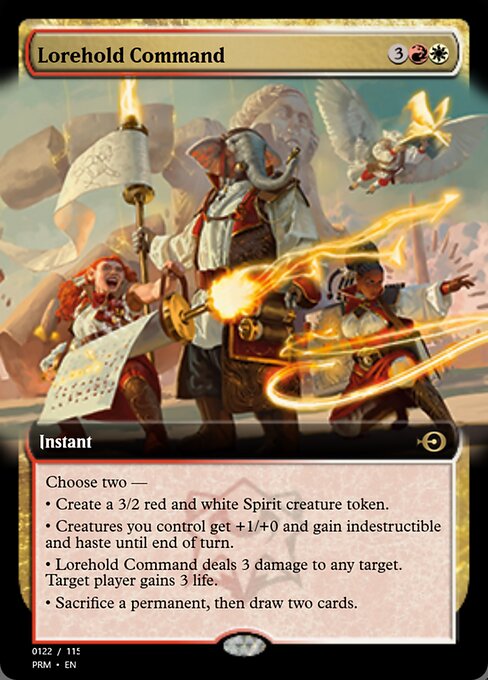 Lorehold Command 3
Instant
Choose two —
• Create a 3/2 red and white Spirit creature token.
• Creatures you control get +1/+0 and gain indestructible
and haste until end of turn.
• Lorehold Command deals 3 damage to any target.
Target player gains 3 life.
• Sacrifice a permanent, then draw two cards.
0122 / 115
PRM • EN